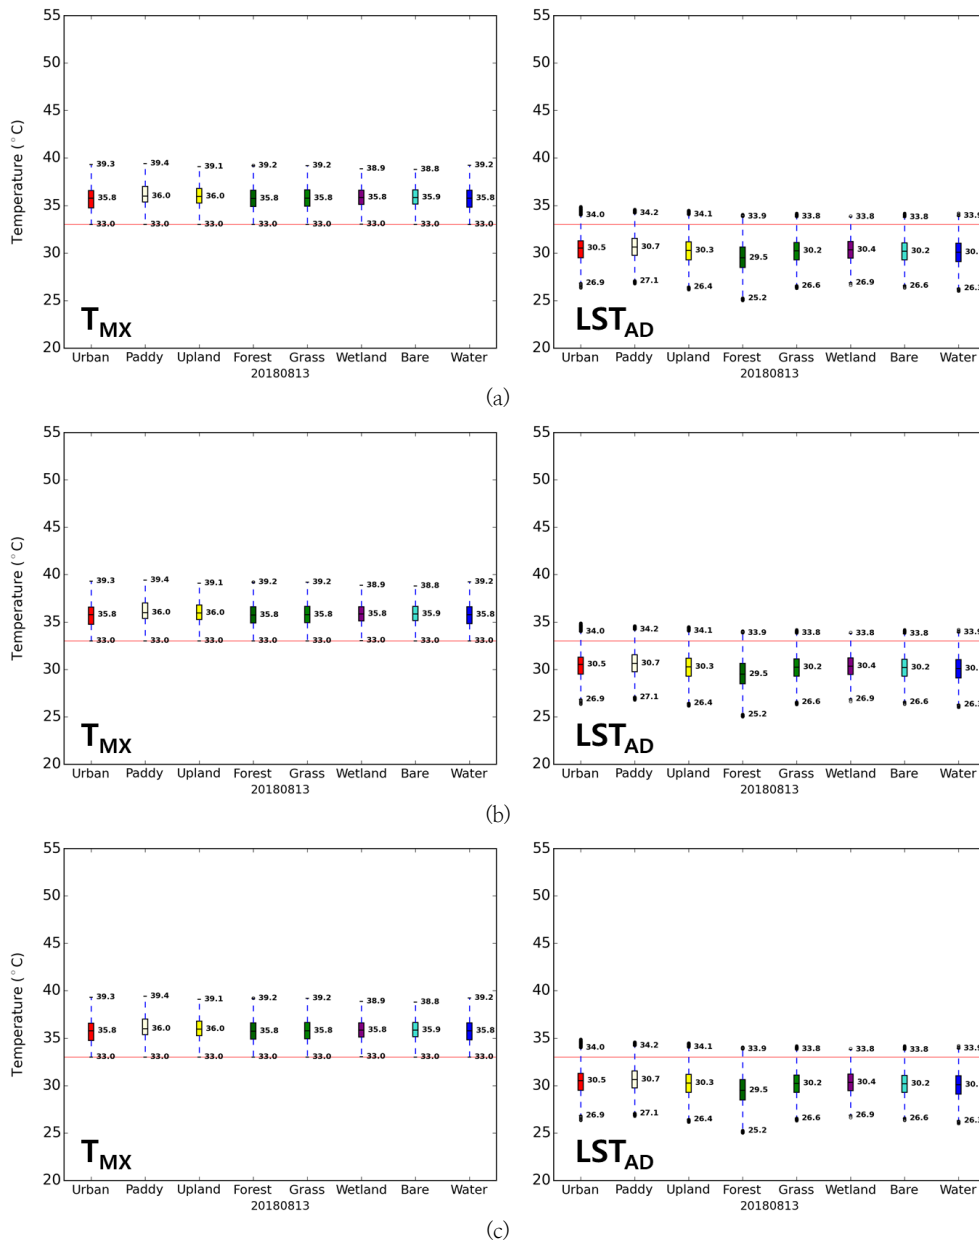 55
50
45
40
35
30
25
20
Temperature (°C)
39.3 39.4 39.1 39.2 39.2 38.9 38.8 39.2
35.8 36.0 36.0 35.8 35.8 35.8 35.9 35.8
33.0 33.0 33.0 33.0 33.0 33.0 33.0 33.0
TMX
Urban Paddy Upland Forest Grass Wetland Bare Water
20180813
55
50
45
40
35
30
25
20
34.0 34.2 34.1 33.9 33.8 33.8 33.8
30.5 30.7 30.3 29.5 30.2 30.4 30.2
26.9 27.1 26.4 25.2 26.6 26.9 26.6
LSTAD
Urban Paddy Upland Forest Grass Wetland Bare Water
20180813
(a)
55
50
45
40
35
30
25
20
Temperature (°C)
39.3 39.4 39.1 39.2 39.2 38.9 38.8 39.2
35.8 36.0 36.0 35.8 35.8 35.8 35.9 35.8
33.0 33.0 33.0 33.0 33.0 33.0 33.0 33.0
TMX
Urban Paddy Upland Forest Grass Wetland Bare Water
20180813
55
50
45
40
35
30
25
20
34.0 34.2 34.1 33.9 33.8 33.8 33.8
30.5 30.7 30.3 29.5 30.2 30.4 30.2
26.9 27.1 26.4 25.2 26.6 26.9 26.6
LSTAD
Urban Paddy Upland Forest Grass Wetland Bare Water
20180813
(b)
55
50
45
40
35
30
25
20
Temperature (°C)
39.3 39.4 39.1 39.2 39.2 38.9 38.8 39.2
35.8 36.0 36.0 35.8 35.8 35.8 35.9 35.8
33.0 33.0 33.0 33.0 33.0 33.0 33.0 33.0
TMX
Urban Paddy Upland Forest Grass Wetland Bare Water
20180813
55
50
45
40
35
30
25
20
34.0 34.2 34.1 33.9 33.8 33.8 33.8
30.5 30.7 30.3 29.5 30.2 30.4 30.2
26.9 27.1 26.4 25.2 26.6 26.9 26.6
LSTAD
Urban Paddy Upland Forest Grass Wetland Bare Water
20180813
(c)